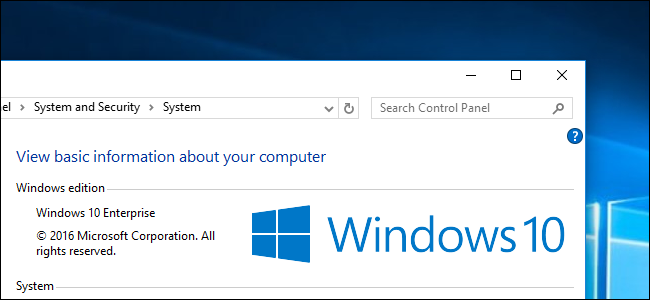 System and Security > System
Search Control Panel
?
View basic information about your computer
Windows edition
Windows 10 Enterprise
© 2016 Microsoft Corporation. All
rights reserved.
Windows 10
System